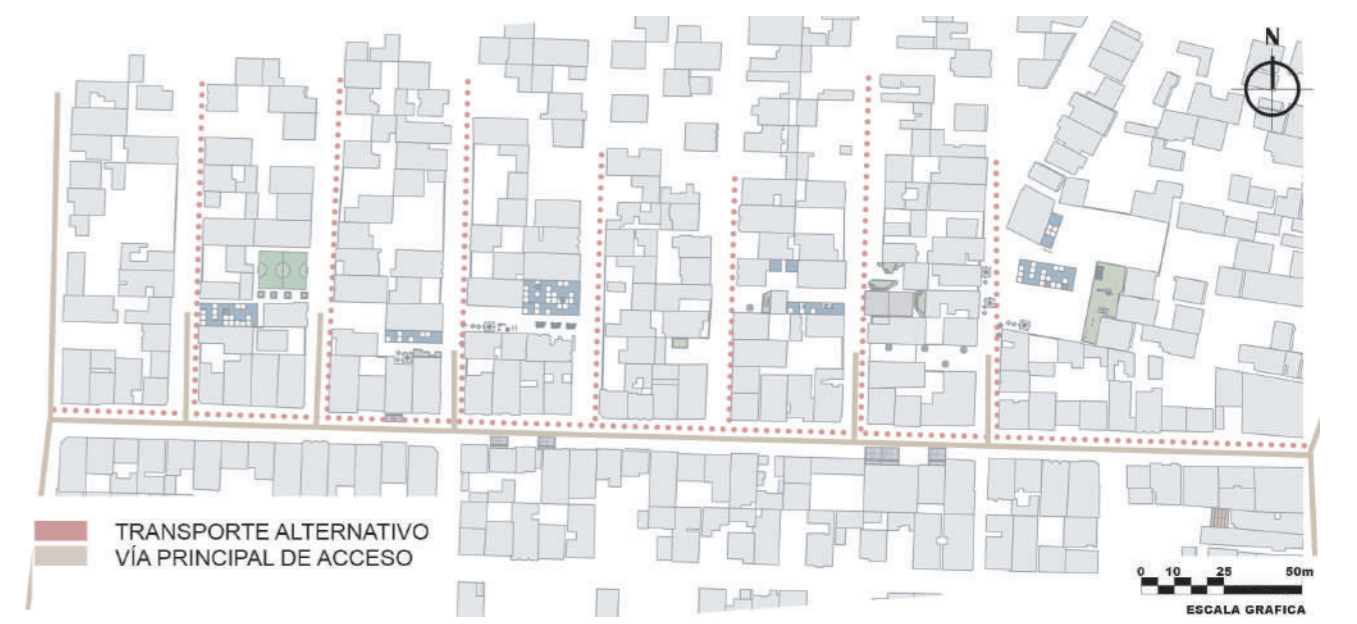 N
TRANSPORTE ALTERNATIVO
VÍA PRINCIPAL DE ACCESO
0 10 25 50m
ESCALA GRAFICA